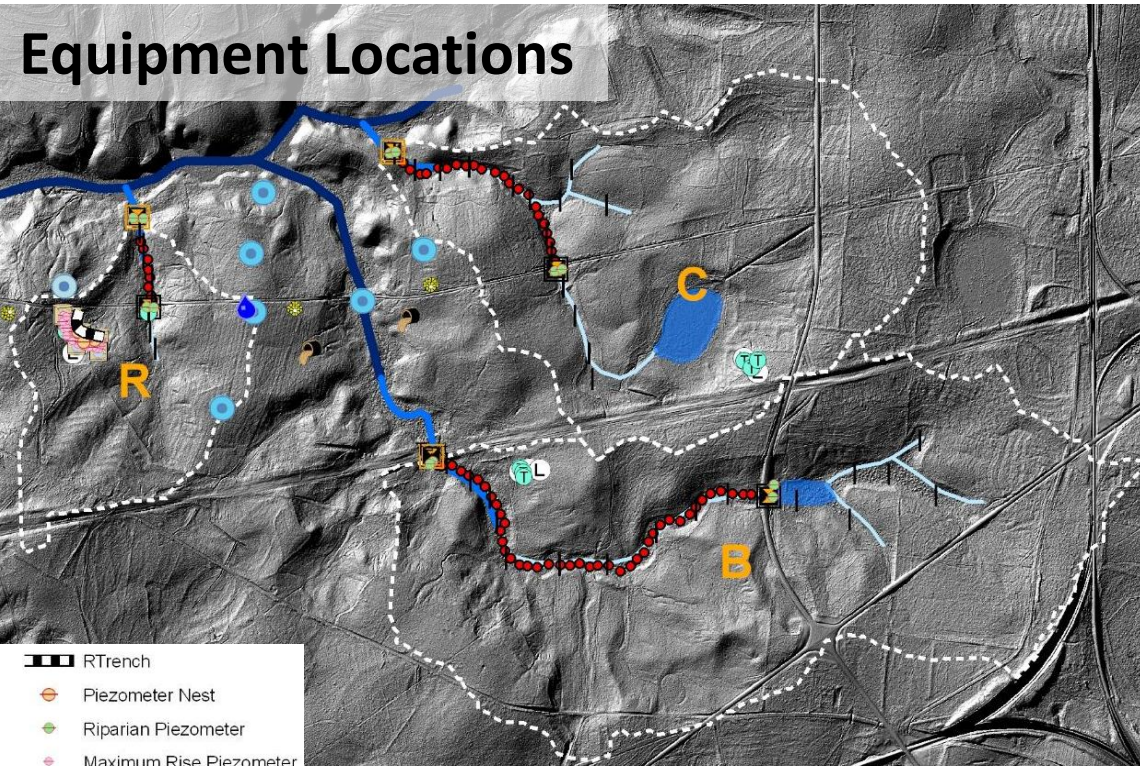 Equipment Locations
C
R
T T
L
L
T
L
B
RTrench
Piezometer Nest
Riparian Piezometer
Maximum Rise Piezometer